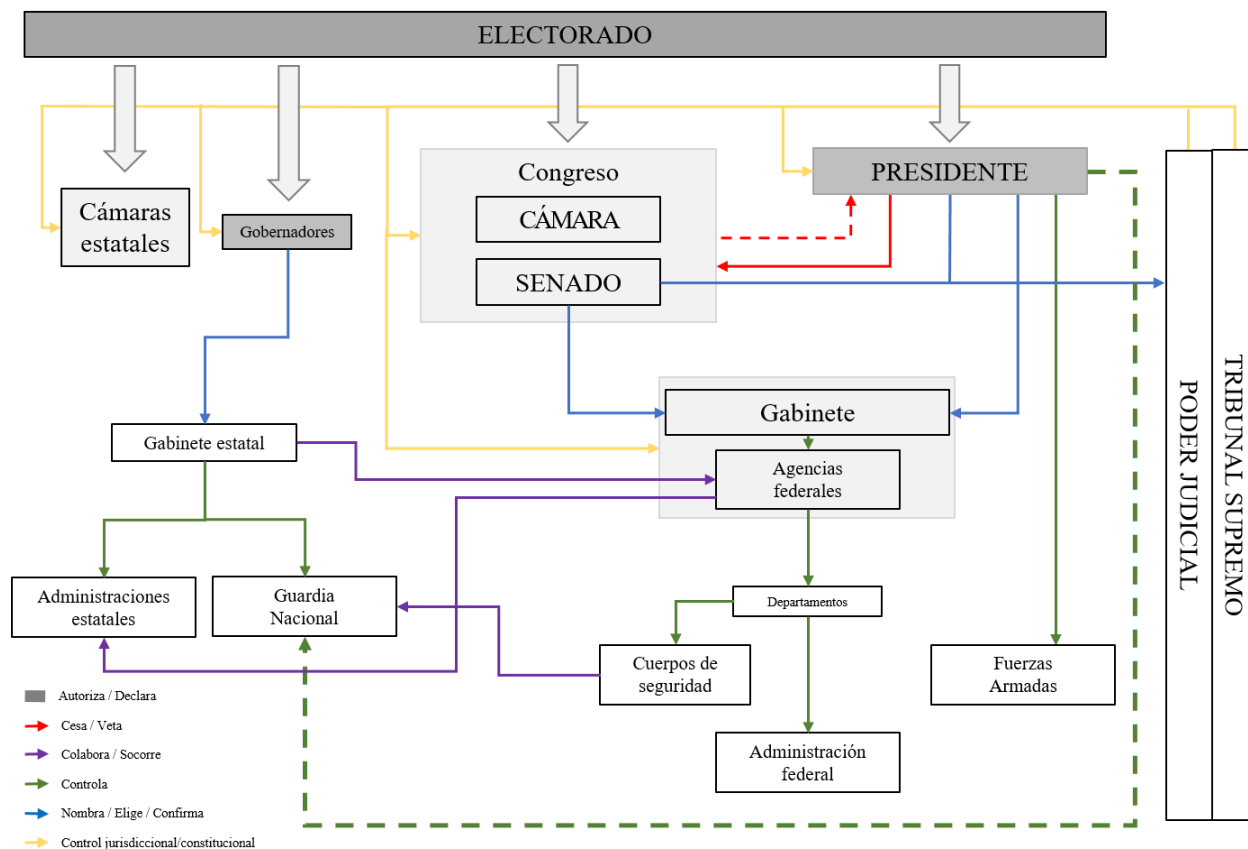 ELECTORADO
Congreso
PRESIDENTE
CÁMARA
Cámaras
estatales
Gobernadores
SENADO
PODER JUDICIAL
TRIBUNAL SUPREMO
Gabinete
Gabinete estatal
Agencias
federales
Administraciones
estatales
Guardia
Nacional
Departamentos
Cuerpos de
seguridad
Fuerzas
Armadas
Administración
federal
Autoriza / Declara
Cesa / Veta
Colabora / Socorre
Controla
Nombra / Elige / Confirma
Control jurisdiccional/constitucional